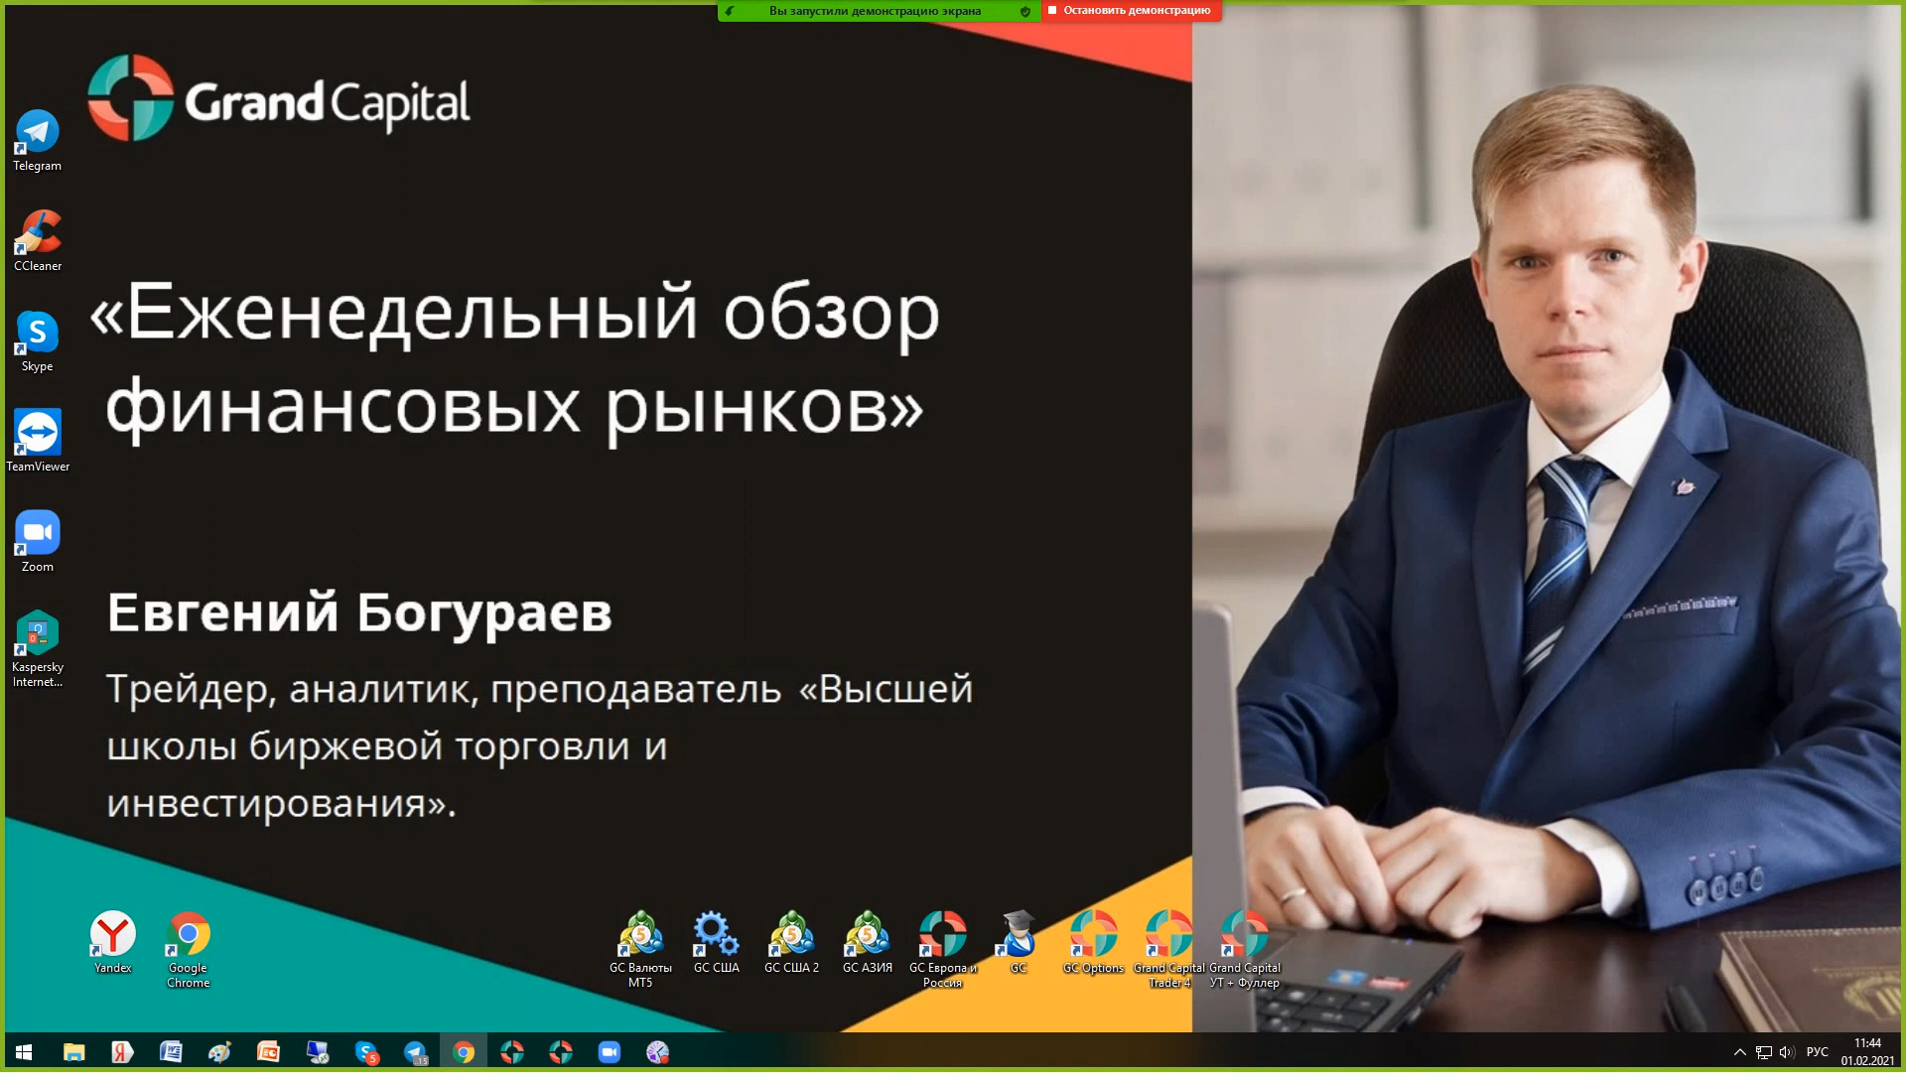 Вы запустили демонстрацию экрана
Остановить демонстрацию
Grand Capital
Telegram
CCleaner
Skype
TeamViewer
Zoom
Kaspersky
Internet...
«Еженедельный обзор
финансовых рынков»
Евгений Богураев
Трейдер, аналитик, преподаватель «Высшей
школы биржевой торговли и
инвестирования».
Yandex
Google
Chrome
GC Валюты
МТ5
GC США
GC США 2
GC АЗИЯ
GC Европа и
Россия
GC
GC Options
Grand Capital
Trader 4
Grand Capital
УТ + Фуллер
5
.15
РУС
11:44
01.02.2021